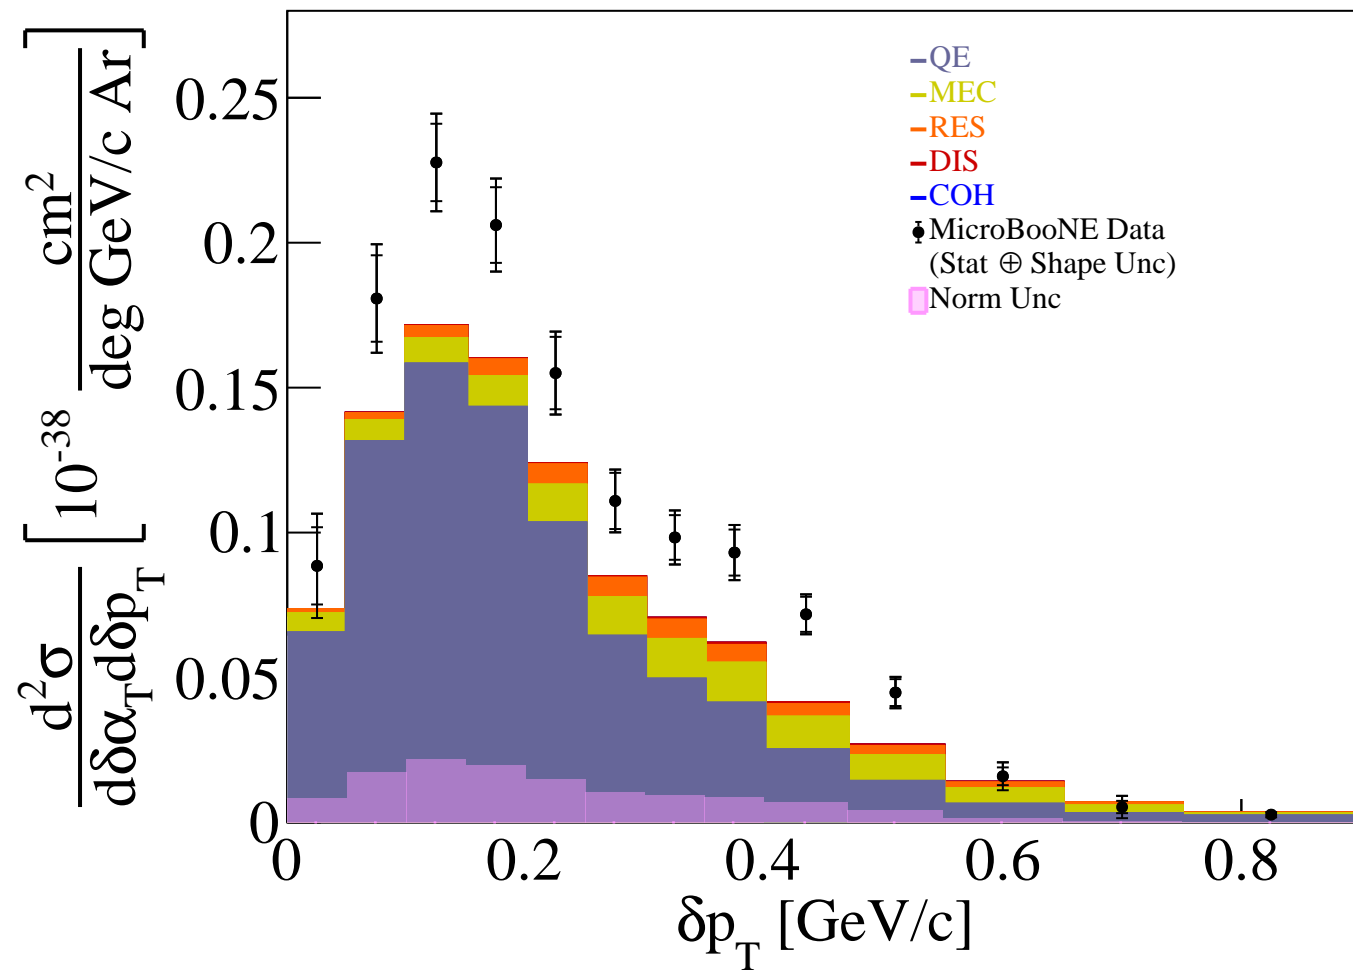 d²σ / dδα_T dδp_T [10⁻³⁸ cm² / deg GeV/c Ar]
0.25
0.2
0.15
0.1
0.05
0
QE
MEC
RES
DIS
COH
MicroBooNE Data
(Stat ⊕ Shape Unc)
Norm Unc
0 0.2 0.4 0.6 0.8
δp_T [GeV/c]